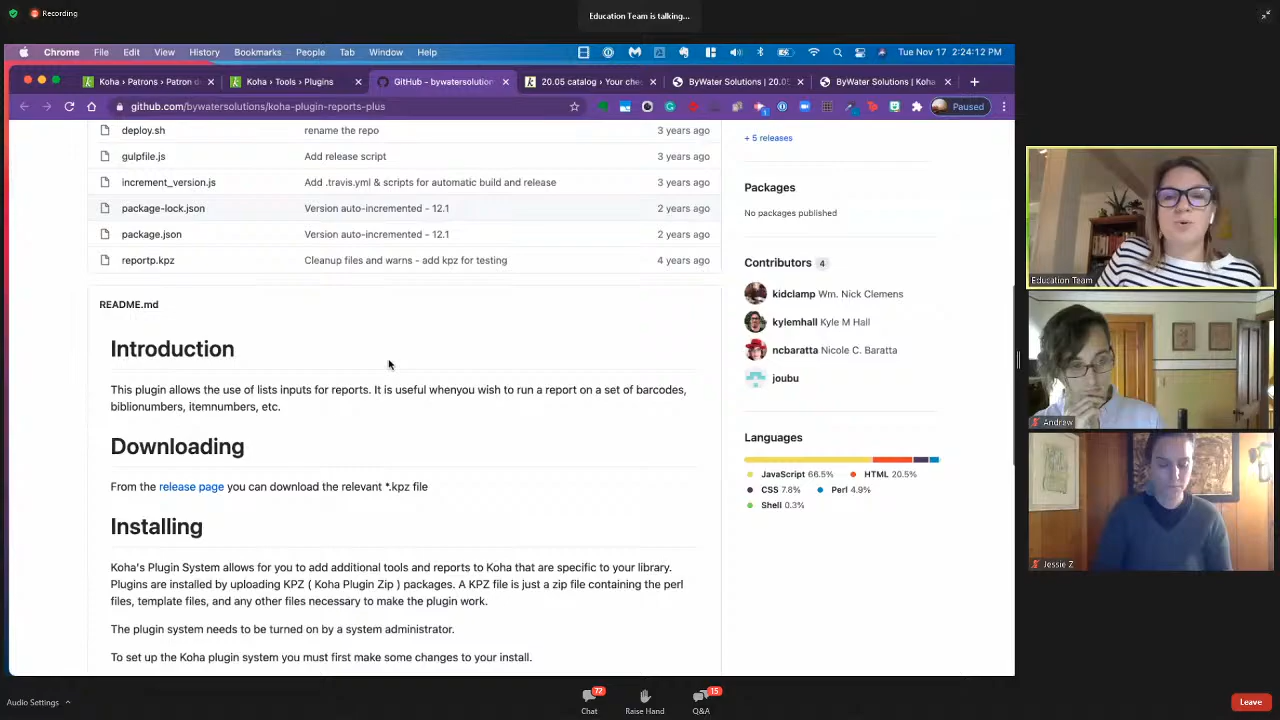 Recording
Education Team is talking...
Chrome File Edit View History Bookmarks People Tab Window Help
Tue Nov 17 2:24:12 PM
Koha › Patrons › Patron d
Koha › Tools › Plugins
GitHub - bywatersolution
20.05 catalog › Your che
ByWater Solutions | 20.05
ByWater Solutions | Koha
github.com/bywatersolutions/koha-plugin-reports-plus
Paused
deploy.sh rename the repo 3 years ago
gulpfile.js Add release script 3 years ago
increment_version.js Add .travis.yml & scripts for automatic build and release 3 years ago
package-lock.json Version auto-incremented - 12.1 2 years ago
package.json Version auto-incremented - 12.1 2 years ago
reportp.kpz Cleanup files and warns - add kpz for testing 4 years ago
README.md
Introduction
This plugin allows the use of lists inputs for reports. It is useful whenyou wish to run a report on a set of barcodes,
biblionumbers, itemnumbers, etc.
Downloading
From the release page you can download the relevant *.kpz file
Installing
Koha's Plugin System allows for you to add additional tools and reports to Koha that are specific to your library.
Plugins are installed by uploading KPZ ( Koha Plugin Zip ) packages. A KPZ file is just a zip file containing the perl
files, template files, and any other files necessary to make the plugin work.
The plugin system needs to be turned on by a system administrator.
To set up the Koha plugin system you must first make some changes to your install.
+ 5 releases
Packages
No packages published
Contributors 4
kidclamp Wm. Nick Clemens
kylemhall Kyle M Hall
ncbaratta Nicole C. Baratta
joubu
Languages
JavaScript 66.5% HTML 20.5%
CSS 7.8% Perl 4.9%
Shell 0.3%
Education Team
Andrew
Jessie Z
Audio Settings
72
Chat
Raise Hand
15
Q&A
Leave